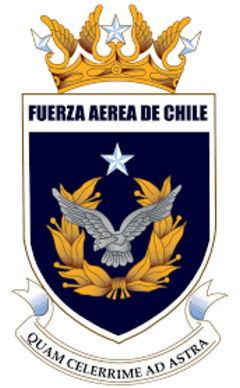 FUERZA AEREA DE CHILE
QUAM CELERRIME AD ASTRA